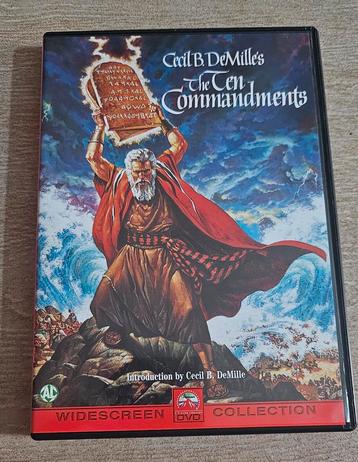 Cecil B. DeMille's
The Ten
Commandments
Introduction by Cecil B. DeMille
AL
WIDESCREEN DVD COLLECTION